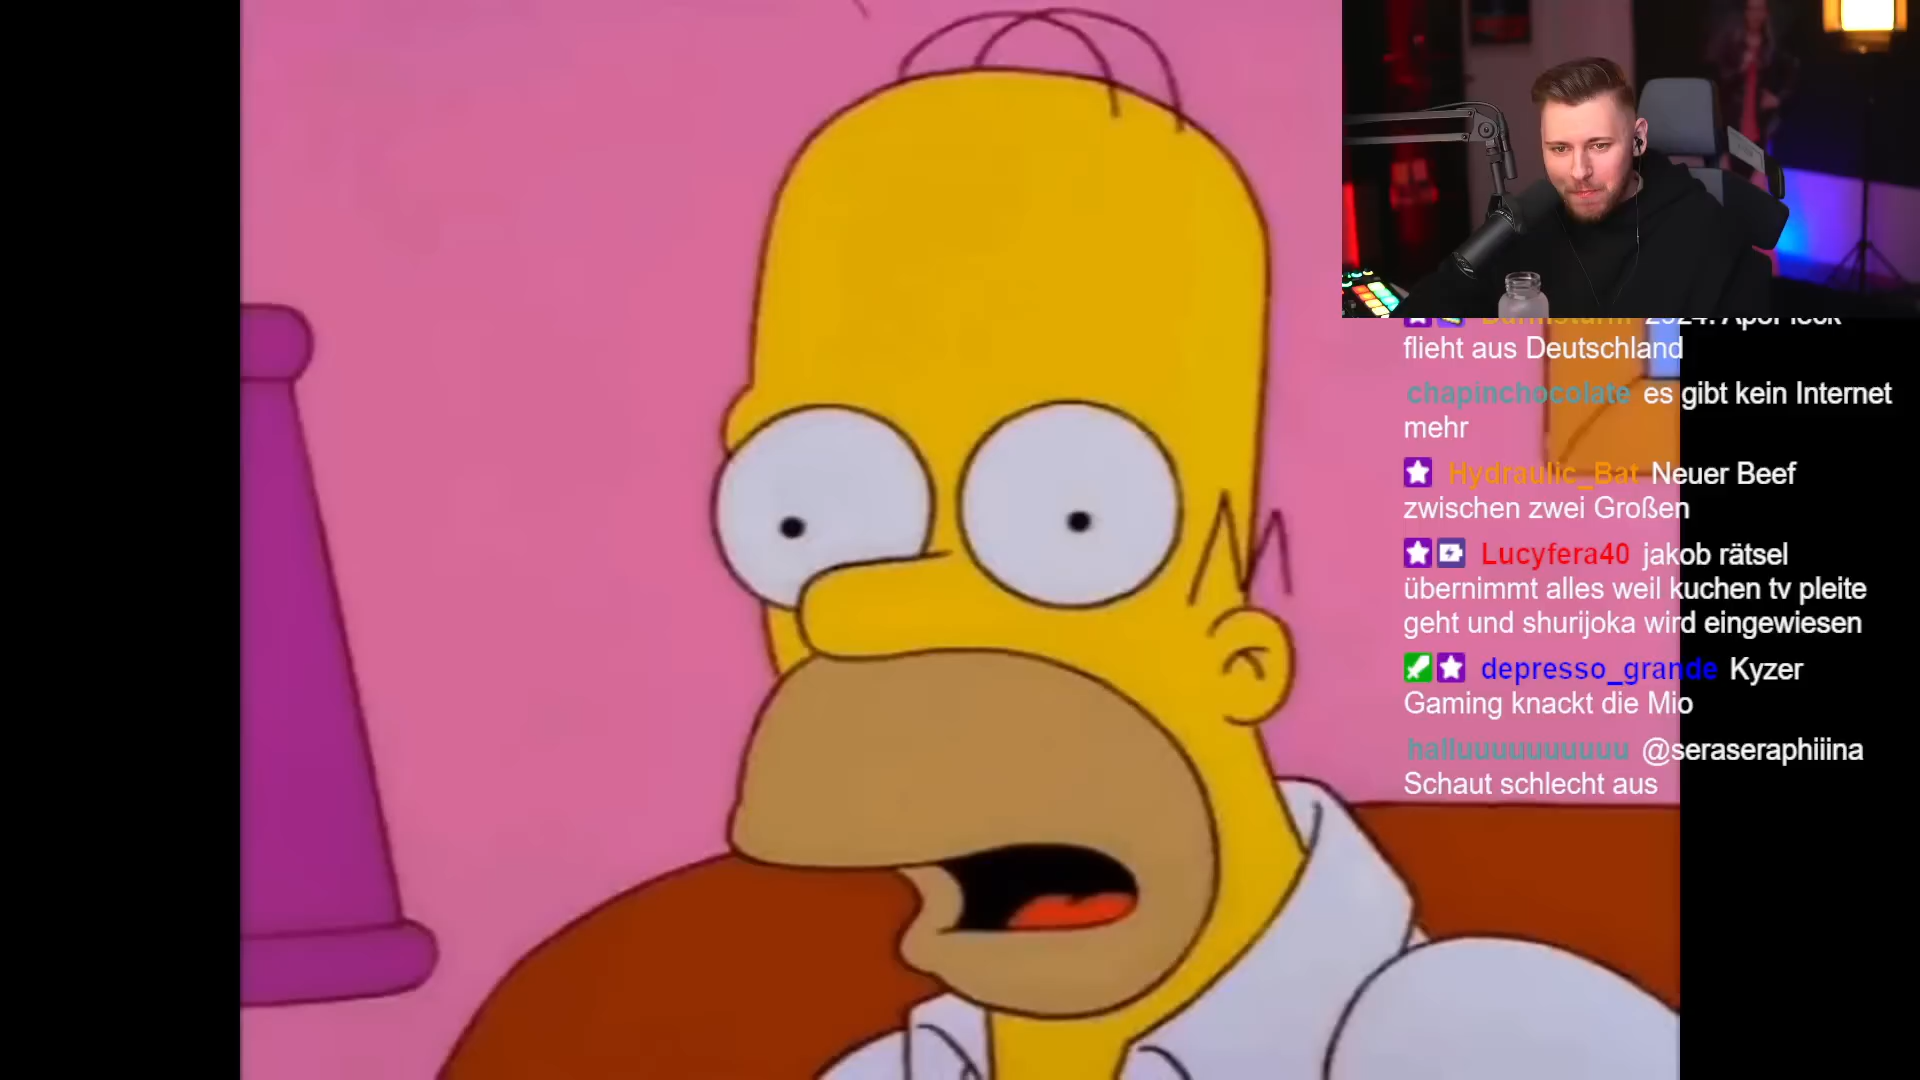 flieht aus Deutschland
chapinchocolate es gibt kein Internet
mehr
Hydraulic_Bat Neuer Beef
zwischen zwei Großen
Lucyfera40 jakob rätsel
übernimmt alles weil kuchen tv pleite
geht und shurijoka wird eingewiesen
depresso_grande Kyzer
Gaming knackt die Mio
halluuuuuuuuuu @seraseraphiiina
Schaut schlecht aus